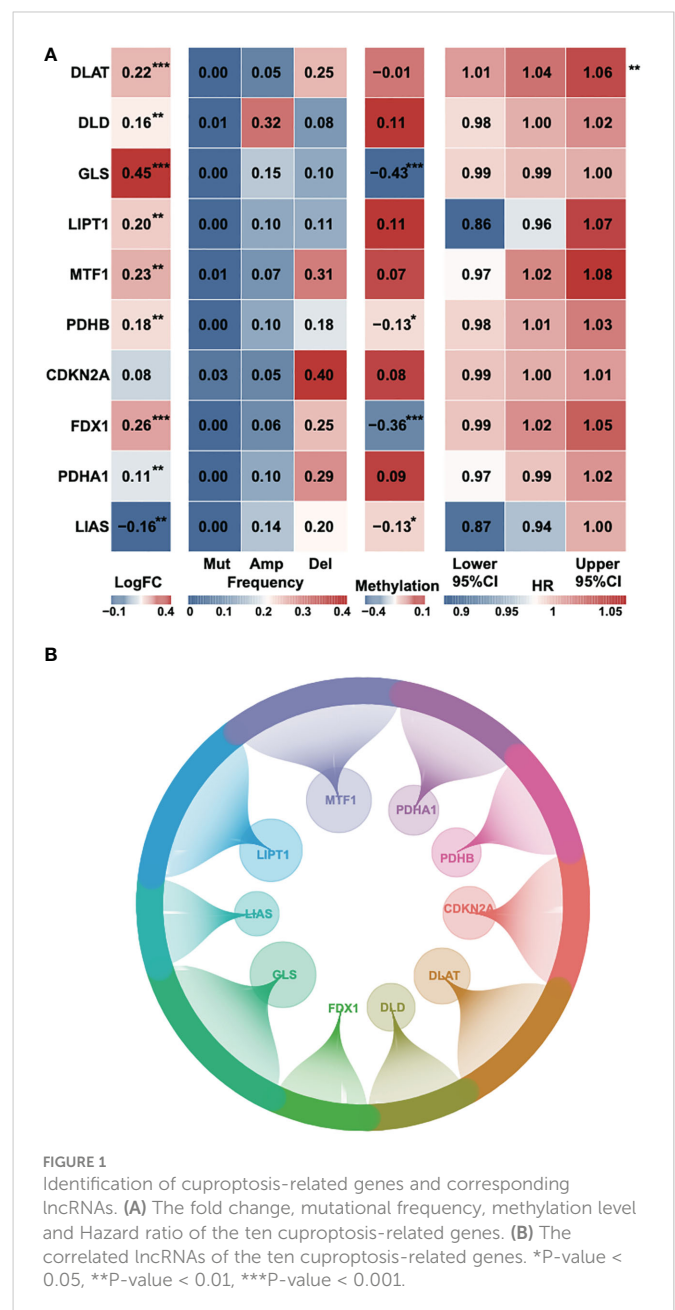 A
DLAT 0.22*** 0.00 0.05 0.25 −0.01 1.01 1.04 1.06 **
DLD 0.16** 0.01 0.32 0.08 0.11 0.98 1.00 1.02
GLS 0.45*** 0.00 0.15 0.10 −0.43*** 0.99 0.99 1.00
LIPT1 0.20** 0.00 0.10 0.11 0.11 0.86 0.96 1.07
MTF1 0.23** 0.01 0.07 0.31 0.07 0.97 1.02 1.08
PDHB 0.18** 0.00 0.10 0.18 −0.13* 0.98 1.01 1.03
CDKN2A 0.08 0.03 0.05 0.40 0.08 0.99 1.00 1.01
FDX1 0.26*** 0.00 0.06 0.25 −0.36*** 0.99 1.02 1.05
PDHA1 0.11** 0.00 0.10 0.29 0.09 0.97 0.99 1.02
LIAS −0.16** 0.00 0.14 0.20 −0.13* 0.87 0.94 1.00
Mut Amp Del Lower Upper
LogFC Frequency Methylation 95%CI HR 95%CI
−0.1 0.4 0 0.1 0.2 0.3 0.4 −0.4 0.1 0.9 0.95 1 1.05
B
MTF1
PDHA1
LIPT1
PDHB
LIAS
CDKN2A
GLS
DLAT
FDX1
DLD
FIGURE 1
Identification of cuproptosis-related genes and corresponding
lncRNAs. (A) The fold change, mutational frequency, methylation level
and Hazard ratio of the ten cuproptosis-related genes. (B) The
correlated lncRNAs of the ten cuproptosis-related genes. *P-value <
0.05, **P-value < 0.01, ***P-value < 0.001.